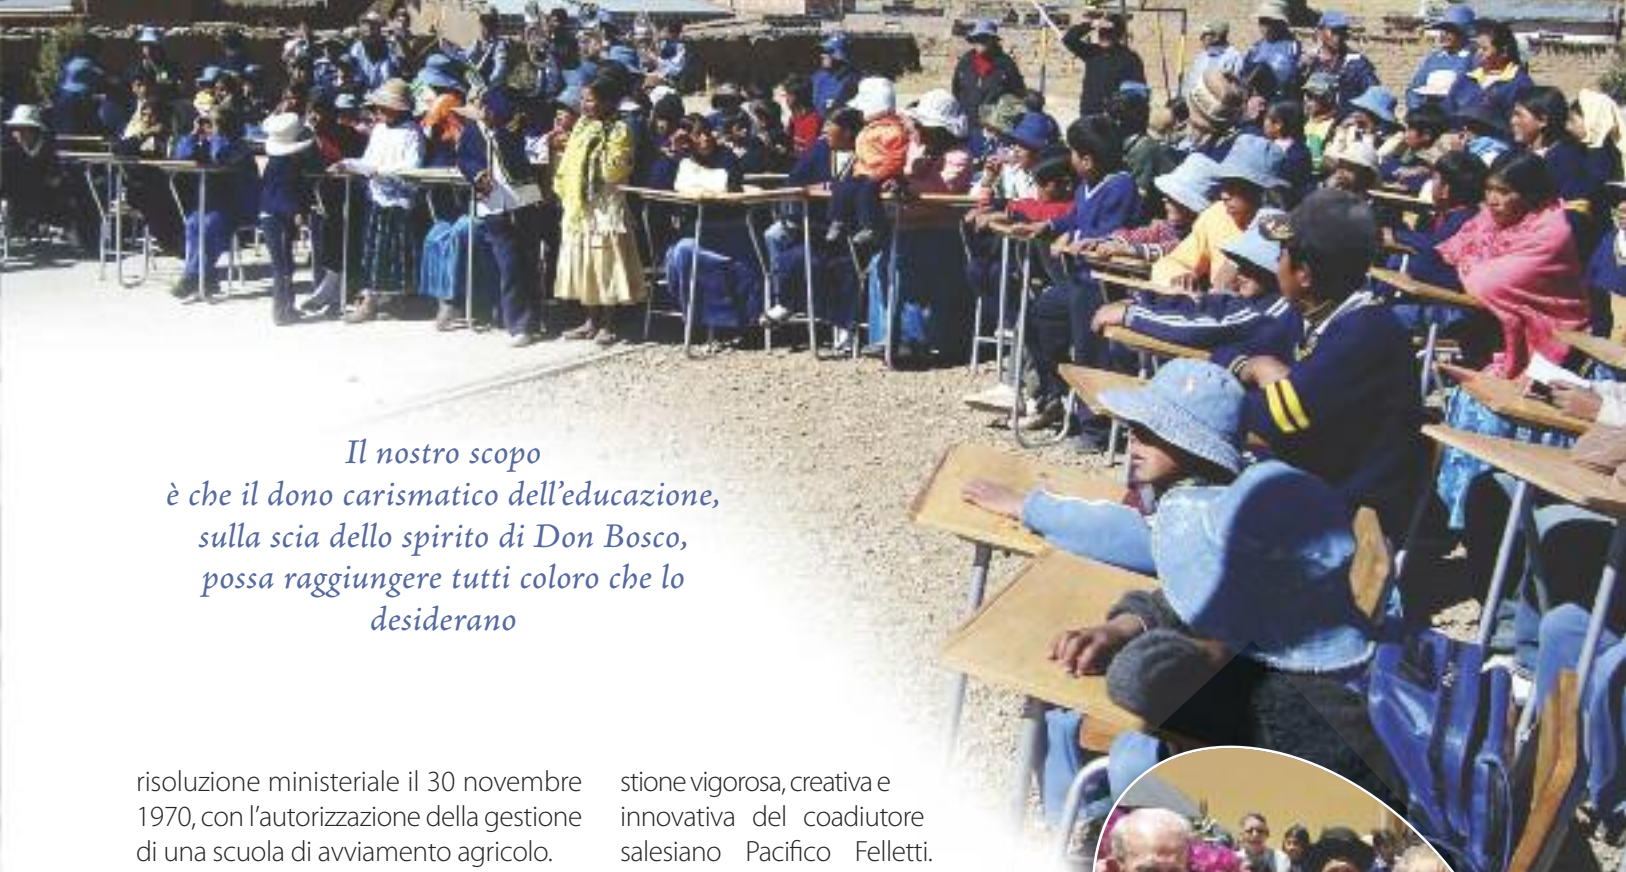 Il nostro scopo
è che il dono carismatico dell'educazione,
sulla scia dello spirito di Don Bosco,
possa raggiungere tutti coloro che lo
desiderano
risoluzione ministeriale il 30 novembre
1970, con l'autorizzazione della gestione
di una scuola di avviamento agricolo.
stione vigorosa, creativa e
innovativa del coadiutore
salesiano Pacifico Felletti.